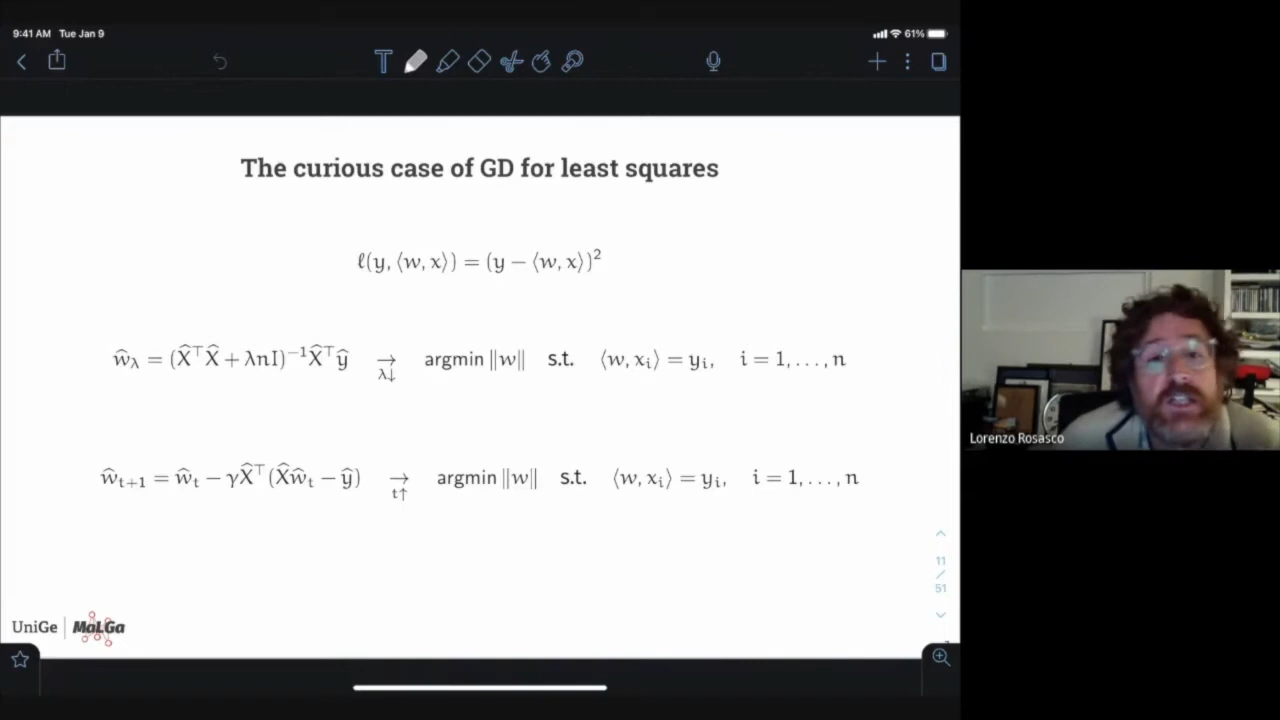 9:41 AM Tue Jan 9
61%
The curious case of GD for least squares
ℓ(y, ⟨w, x⟩) = (y − ⟨w, x⟩)²
ŵ_λ = (X̂^⊤X̂ + λnI)^{−1}X̂^⊤ŷ →_{λ↓} argmin ‖w‖ s.t. ⟨w, x_i⟩ = y_i, i = 1, . . . , n
ŵ_{t+1} = ŵ_t − γX̂^⊤(X̂ŵ_t − ŷ) →_{t↑} argmin ‖w‖ s.t. ⟨w, x_i⟩ = y_i, i = 1, . . . , n
11
/
51
UniGe | MaLGa
Lorenzo Rosasco